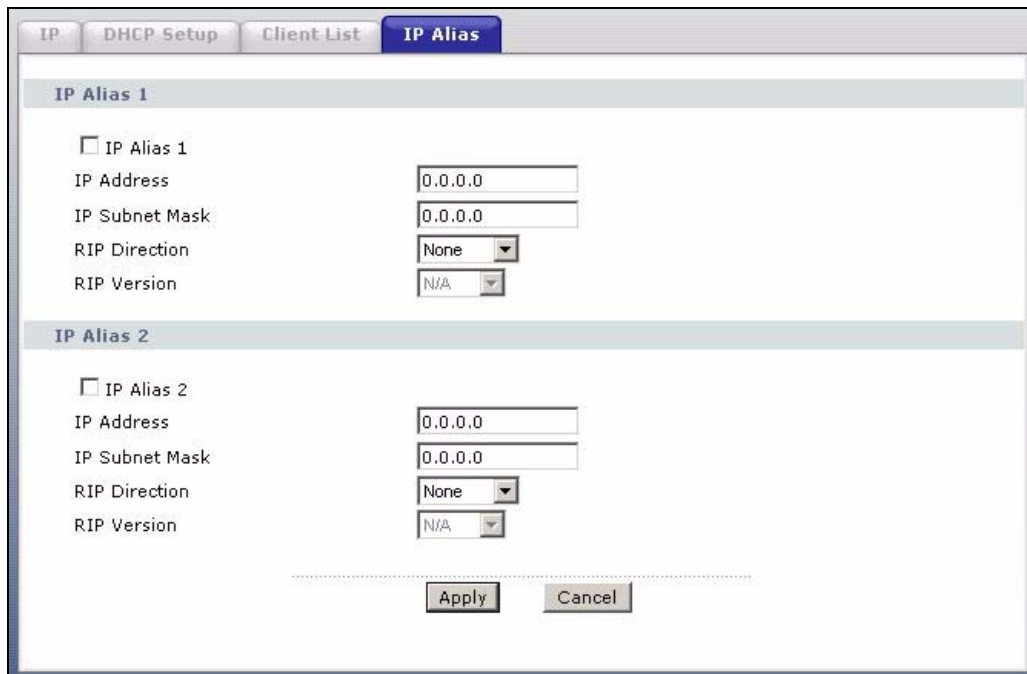 IP DHCP Setup Client List IP Alias
IP Alias 1
IP Alias 1
IP Address 0.0.0.0
IP Subnet Mask 0.0.0.0
RIP Direction None
RIP Version N/A
IP Alias 2
IP Alias 2
IP Address 0.0.0.0
IP Subnet Mask 0.0.0.0
RIP Direction None
RIP Version N/A
Apply Cancel